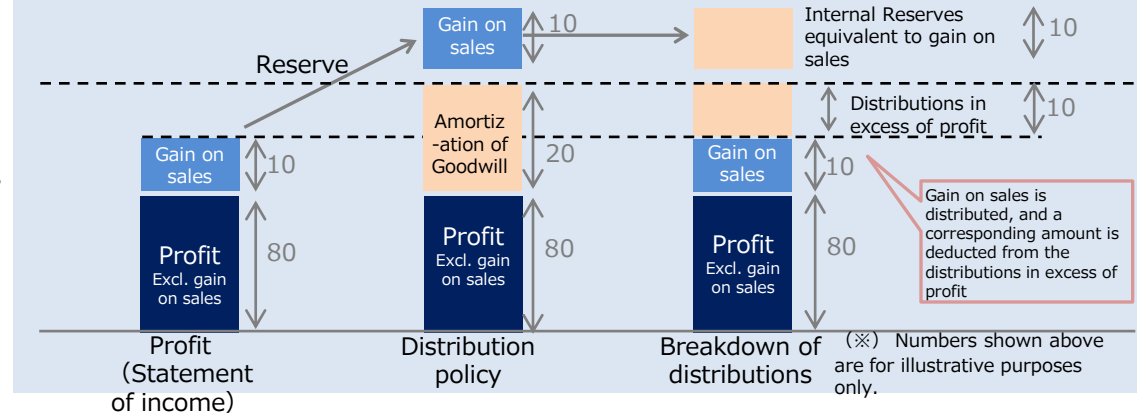 Gain on
sales
10
Internal Reserves
equivalent to gain on
sales
10
Reserve
Gain on
sales
10
Amortiz
-ation of
Goodwill
20
Distributions in
excess of profit
10
Gain on
sales
10
Gain on sales is
distributed, and a
corresponding amount is
deducted from the
distributions in excess of
profit
Profit
Excl. gain
on sales
80
Profit
Excl. gain
on sales
80
Profit
Excl. gain
on sales
80
Profit
(Statement
of income)
Distribution
policy
Breakdown of
distributions
(※) Numbers shown above
are for illustrative purposes
only.